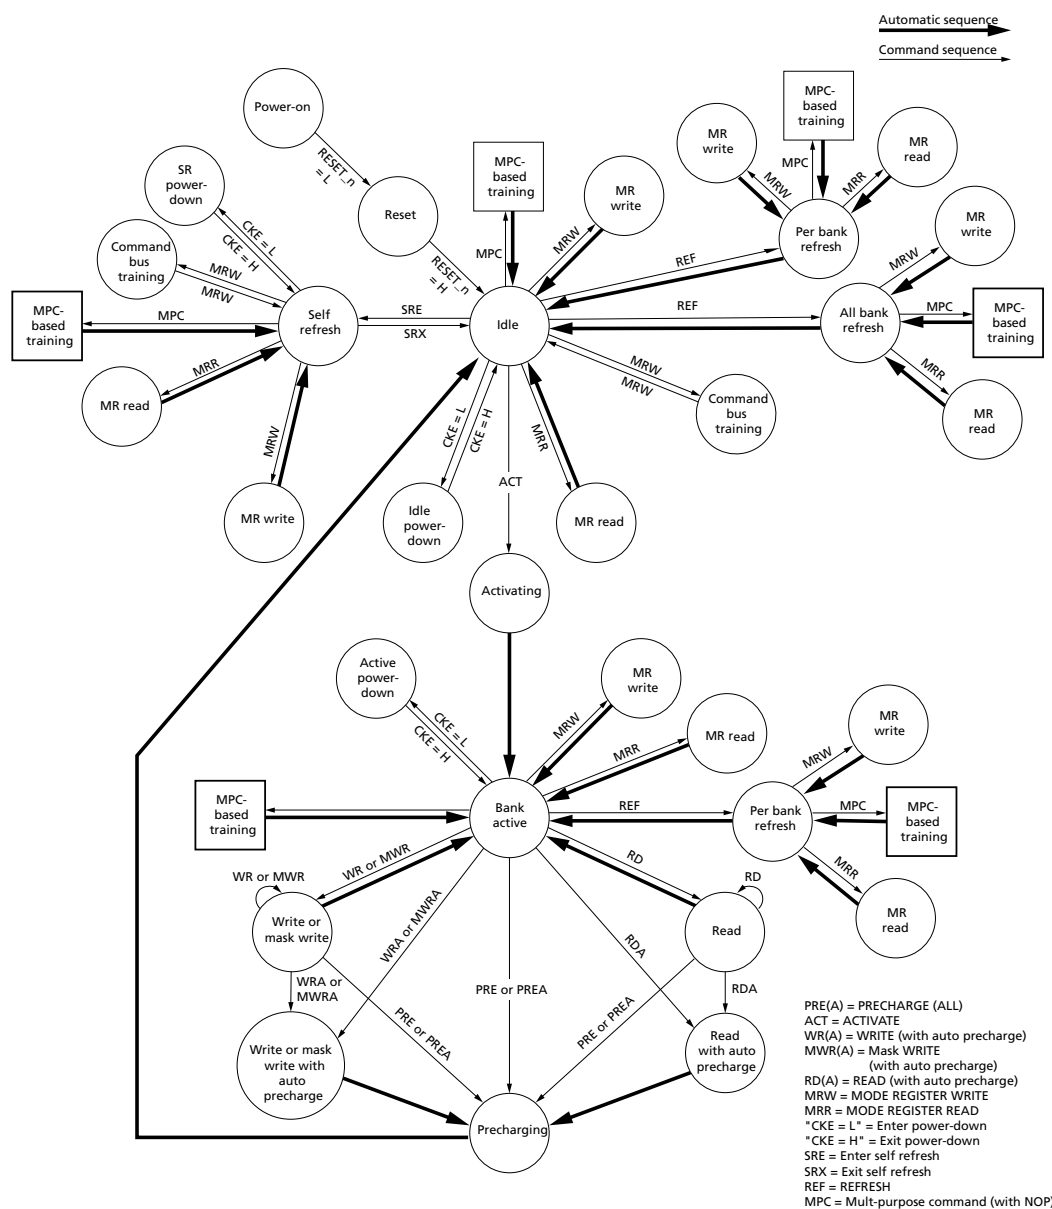 Automatic sequence
Command sequence
Power-on
RESET_n
= L
Reset
RESET_n
= H
SR
power-
down
CKE = L
CKE = H
Command
bus
training
MRW
MRW
MPC-
based
training
MPC
Self
refresh
MRR
MR read
MRW
MR write
SRE
SRX
Idle
MPC-
based
training
MPC
MR
write
MRW
REF
Per bank
refresh
MR
write
MRW
MPC-
based
training
MPC
MR
read
MRR
REF
All bank
refresh
MR
write
MRW
MPC
MPC-
based
training
MRR
MR
read
MRW
MRW
Command
bus
training
CKE = L
CKE = H
Idle
power-
down
ACT
MRR
MR read
Activating
Active
power-
down
CKE = L
CKE = H
MR
write
MRW
MR read
MRR
MPC-
based
training
Bank
active
REF
Per bank
refresh
MR
write
MRW
MPC
MPC-
based
training
MRR
MR
read
WR or MWR
WR or MWR
Write or
mask write
WRA or MWRA
WRA or
MWRA
PRE or PREA
PRE or PREA
RD
RD
Read
RDA
RDA
PRE or PREA
Write or mask
write with
auto
precharge
Read
with auto
precharge
Precharging
PRE(A) = PRECHARGE (ALL)
ACT = ACTIVATE
WR(A) = WRITE (with auto precharge)
MWR(A) = Mask WRITE
(with auto precharge)
RD(A) = READ (with auto precharge)
MRW = MODE REGISTER WRITE
MRR = MODE REGISTER READ
"CKE = L" = Enter power-down
"CKE = H" = Exit power-down
SRE = Enter self refresh
SRX = Exit self refresh
REF = REFRESH
MPC = Mult-purpose command (with NOP)